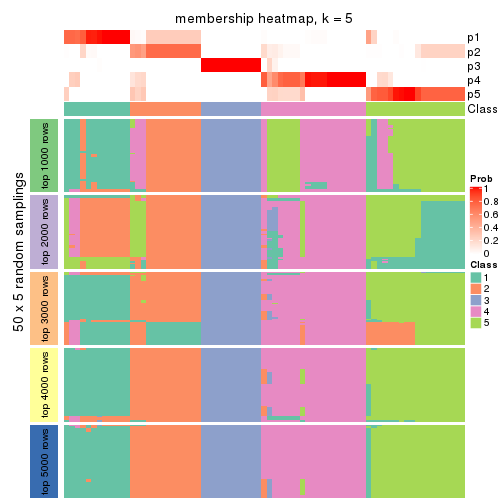 membership heatmap, k = 5
p1
p2
p3
p4
p5
Class
50 x 5 random samplings
top 1000 rows
top 2000 rows
top 3000 rows
top 4000 rows
top 5000 rows
Prob
1
0.8
0.6
0.4
0.2
0
Class
1
2
3
4
5